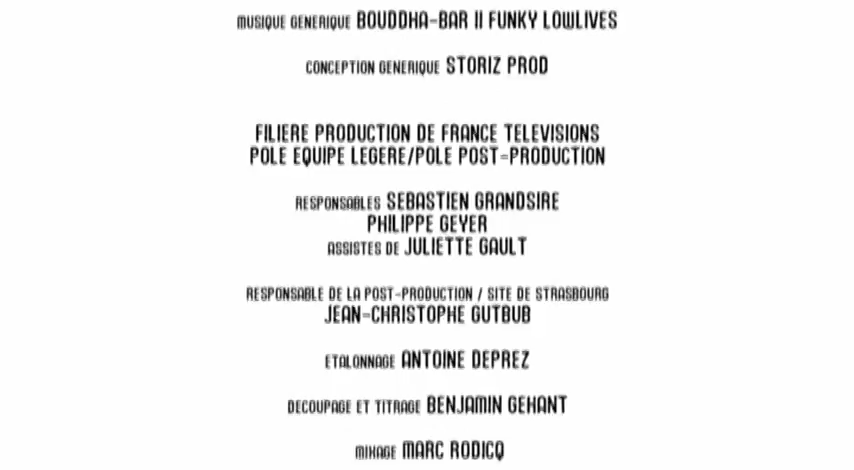 MUSIQUE GENERIQUE BOUDDHA-BAR II FUNKY LOWLIVES
CONCEPTION GENERIQUE STORIZ PROD
FILIERE PRODUCTION DE FRANCE TELEVISIONS
POLE EQUIPE LEGERE/POLE POST-PRODUCTION
RESPONSABLES SEBASTIEN GRANDSIRE
PHILIPPE GEYER
ASSISTES DE JULIETTE GAULT
RESPONSABLE DE LA POST-PRODUCTION / SITE DE STRASBOURG
JEAN-CHRISTOPHE GUTBUB
ETALONNAGE ANTOINE DEPREZ
DECOUPAGE ET TITRAGE BENJAMIN GEHANT
MIXAGE MARC RODICQ